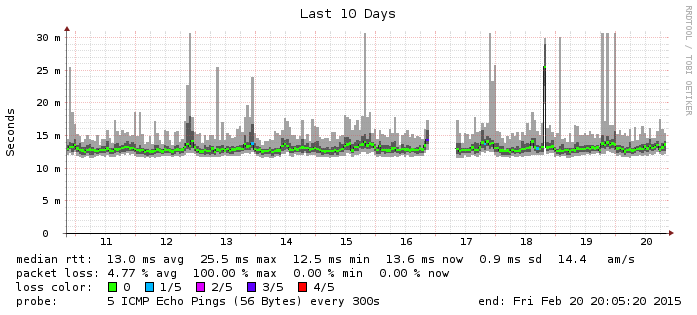 Last 10 Days
RRDTOOL / TOBI OETIKER
Seconds
30 m
25 m
20 m
15 m
10 m
5 m
0
11 12 13 14 15 16 17 18 19 20
median rtt: 13.0 ms avg 25.5 ms max 12.5 ms min 13.6 ms now 0.9 ms sd 14.4 am/s
packet loss: 4.77 % avg 100.00 % max 0.00 % min 0.00 % now
loss color: 0 1/5 2/5 3/5 4/5
probe: 5 ICMP Echo Pings (56 Bytes) every 300s end: Fri Feb 20 20:05:20 2015